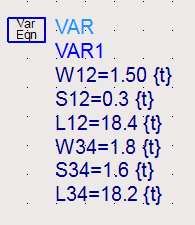 Var
Eqn
VAR
VAR1
W12=1.50 {t}
S12=0.3 {t}
L12=18.4 {t}
W34=1.8 {t}
S34=1.6 {t}
L34=18.2 {t}